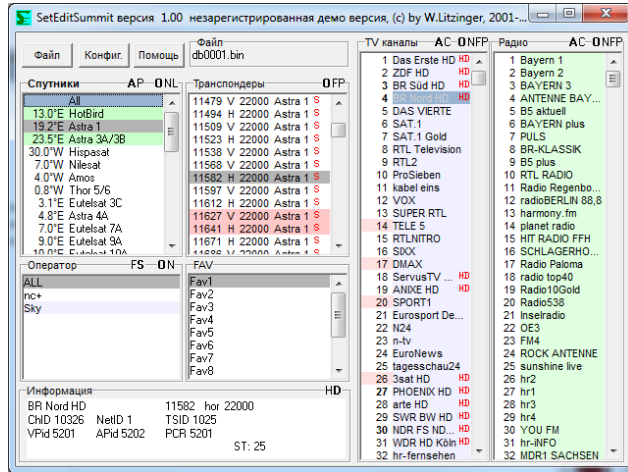 SetEditSummit версия 1.00 незарегистрированная демо версия, (c) by W.Litzinger, 2001-...
Файл Конфиг. Помощь
Файл
db0001.bin
Спутники AP ONL
All
13.0°E HotBird
19.2°E Astra 1
23.5°E Astra 3A/3B
30.0°W Hispasat
7.0°W Nilesat
4.0°W Amos
0.8°W Thor 5/6
3.1°E Eutelsat 3C
4.8°E Astra 4A
7.0°E Eutelsat 7A
9.0°E Eutelsat 9A
10.0°E Eutelsat 10A
Транспондеры OFP
11479 V 22000 Astra 1 S
11494 H 22000 Astra 1 S
11509 V 22000 Astra 1 S
11523 H 22000 Astra 1 S
11538 V 22000 Astra 1 S
11568 V 22000 Astra 1 S
11582 H 22000 Astra 1 S
11597 V 22000 Astra 1 S
11612 H 22000 Astra 1 S
11627 V 22000 Astra 1 S
11641 H 22000 Astra 1 S
11671 H 22000 Astra 1 S
11686 V 22000 Astra 1 S
Оператор FS—ON
ALL
nc+
Sky
FAV
Fav1
Fav2
Fav3
Fav4
Fav5
Fav6
Fav7
Fav8
Информация HD
BR Nord HD 11582 hor 22000
ChID 10326 NetID 1 TSID 1025
VPid 5201 APid 5202 PCR 5201
ST: 25
TV каналы AC-ONFP
1 Das Erste HD HD
2 ZDF HD HD
3 BR Süd HD HD
4 BR Nord HD HD
5 DAS VIERTE
6 SAT.1
7 SAT.1 Gold
8 RTL Television
9 RTL2
10 ProSieben
11 kabel eins
12 VOX
13 SUPER RTL
14 TELE 5
15 RTLNITRO
16 SIXX
17 DMAX
18 ServusTV ... HD
19 ANIXE HD HD
20 SPORT1
21 Eurosport De...
22 N24
23 n-tv
24 EuroNews
25 tagesschau24
26 3sat HD HD
27 PHOENIX HD HD
28 arte HD HD
29 SWR BW HD HD
30 NDR FS ND... HD
31 WDR HD Köln HD
32 hr-fernsehen
Радио AC-ONFP
1 Bayern 1
2 Bayern 2
3 BAYERN 3
4 ANTENNE BAY...
5 B5 aktuell
6 BAYERN plus
7 PULS
8 BR-KLASSIK
9 B5 plus
10 RTL RADIO
11 Radio Regenbo...
12 radioBERLIN 88,8
13 harmony.fm
14 planet radio
15 HIT RADIO FFH
16 SCHLAGERHO...
17 Radio Paloma
18 radio top40
19 Radio10Gold
20 Radio538
21 Inselradio
22 OE3
23 FM4
24 ROCK ANTENNE
25 sunshine live
26 hr2
27 hr1
28 hr3
29 hr4
30 YOU FM
31 hr-iNFO
32 MDR1 SACHSEN